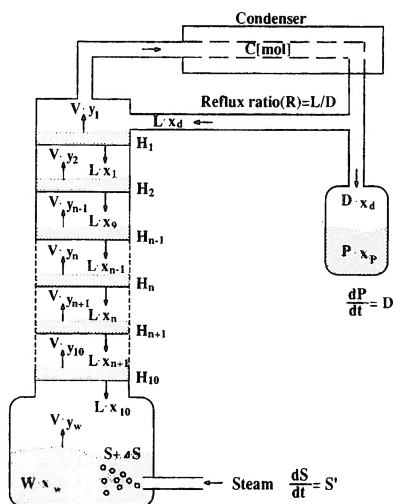 Condenser
C[mol]
Reflux ratio(R)=L/D
V· y1
L· xd
H1
V· y2
L· x1
H2
V· yn-1
L· x9
Hn-1
V· yn
L· xn-1
Hn
V· yn+1
L· xn
Hn+1
V· y10
L· xn+1
H10
L· x10
D· xd
P· xP
dP/dt = D
V· yw
S+⊿S
W· xw
Steam
dS/dt = S'